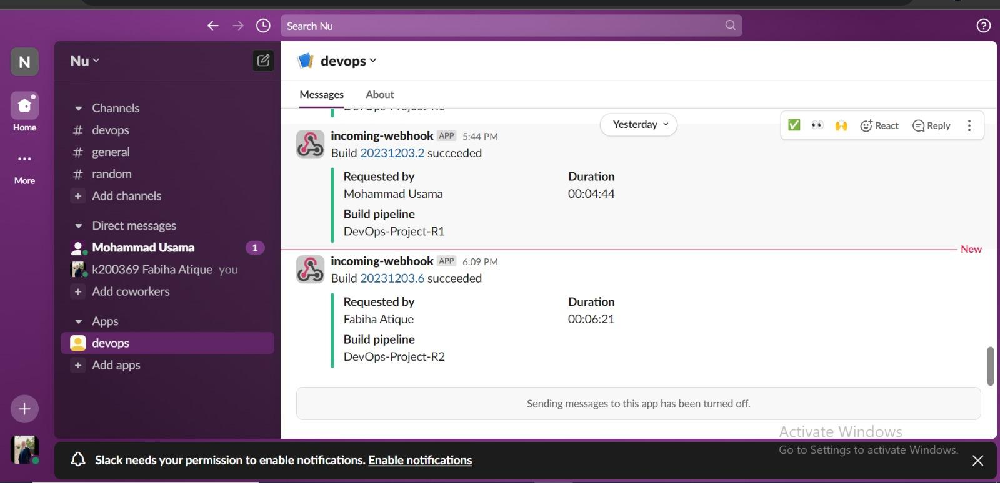 Search Nu
N
Home
More
Nu
Channels
# devops
# general
# random
+ Add channels
Direct messages
Mohammad Usama 1
k200369 Fabiha Atique you
+ Add coworkers
Apps
devops
+ Add apps
devops
Messages About
DevOps-Project-R1
Yesterday
React Reply
incoming-webhook APP 5:44 PM
Build 20231203.2 succeeded
Requested by Duration
Mohammad Usama 00:04:44
Build pipeline
DevOps-Project-R1
New
incoming-webhook APP 6:09 PM
Build 20231203.6 succeeded
Requested by Duration
Fabiha Atique 00:06:21
Build pipeline
DevOps-Project-R2
Sending messages to this app has been turned off.
Activate Windows
Go to Settings to activate Windows.
Slack needs your permission to enable notifications. Enable notifications